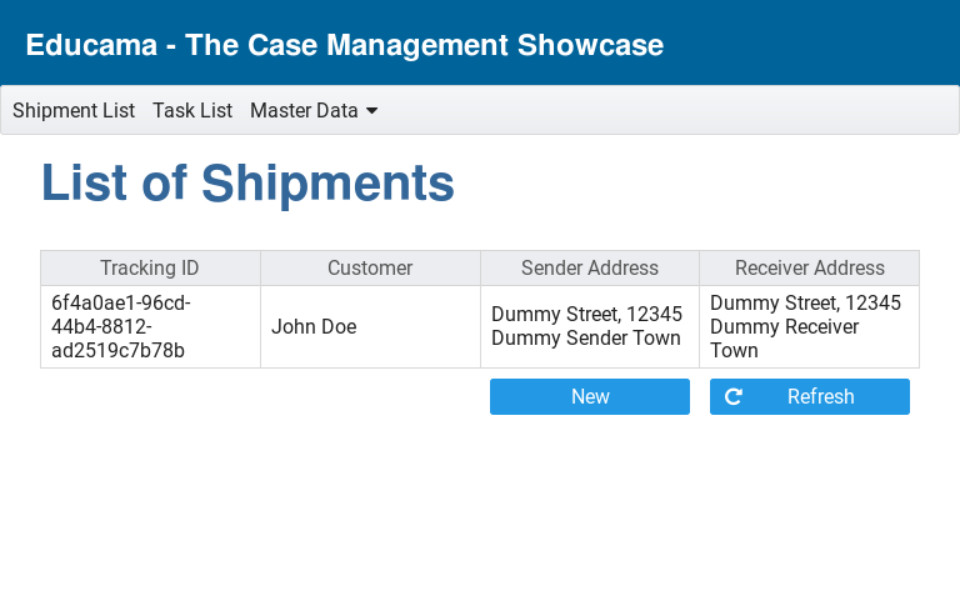 Educama - The Case Management Showcase
Shipment List Task List Master Data
List of Shipments
Tracking ID Customer Sender Address Receiver Address
6f4a0ae1-96cd-
44b4-8812-
ad2519c7b78b
John Doe
Dummy Street, 12345
Dummy Sender Town
Dummy Street, 12345
Dummy Receiver
Town
New Refresh